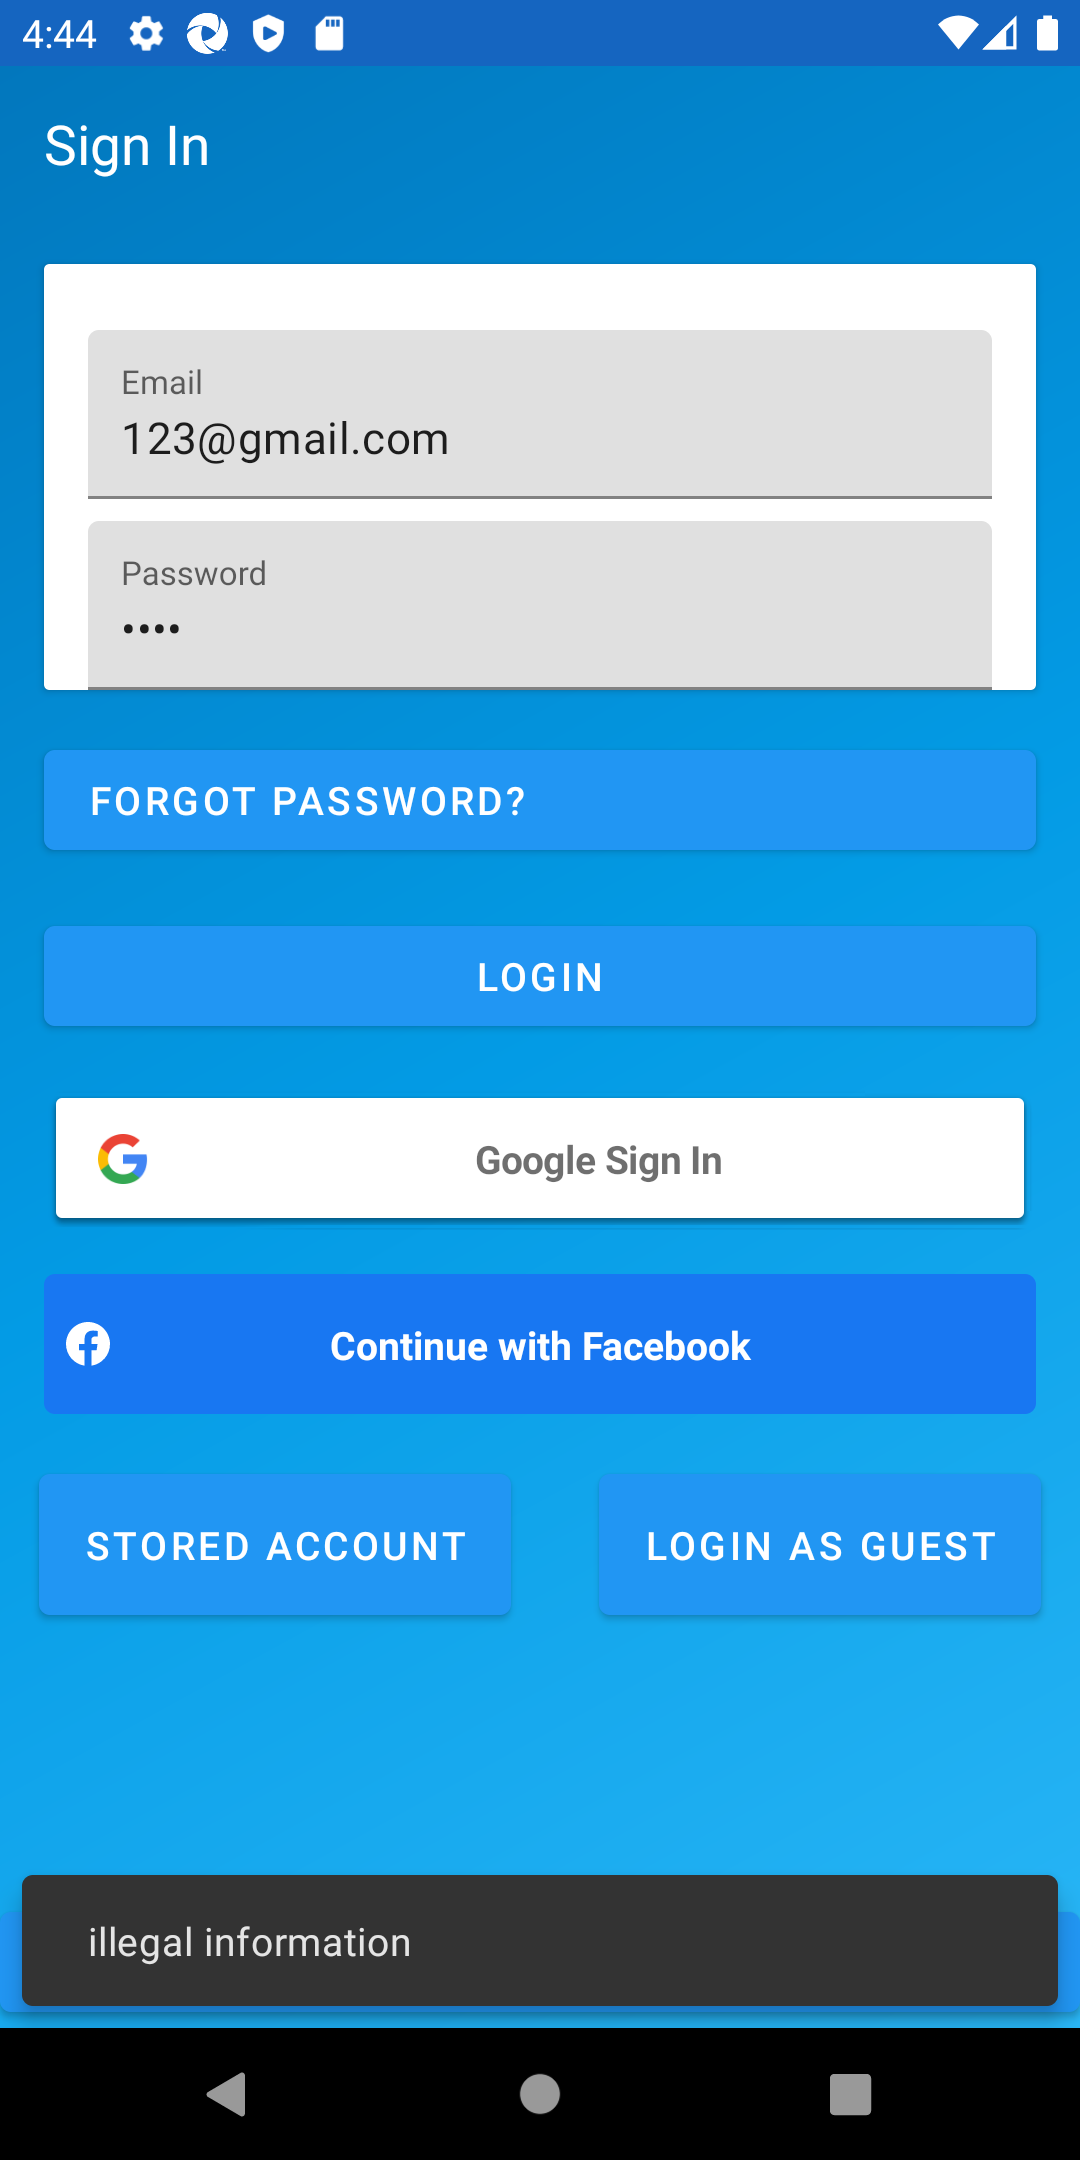 4:44
Sign In
Email
123@gmail.com
Password
••••
FORGOT PASSWORD?
LOGIN
Google Sign In
Continue with Facebook
STORED ACCOUNT
LOGIN AS GUEST
illegal information